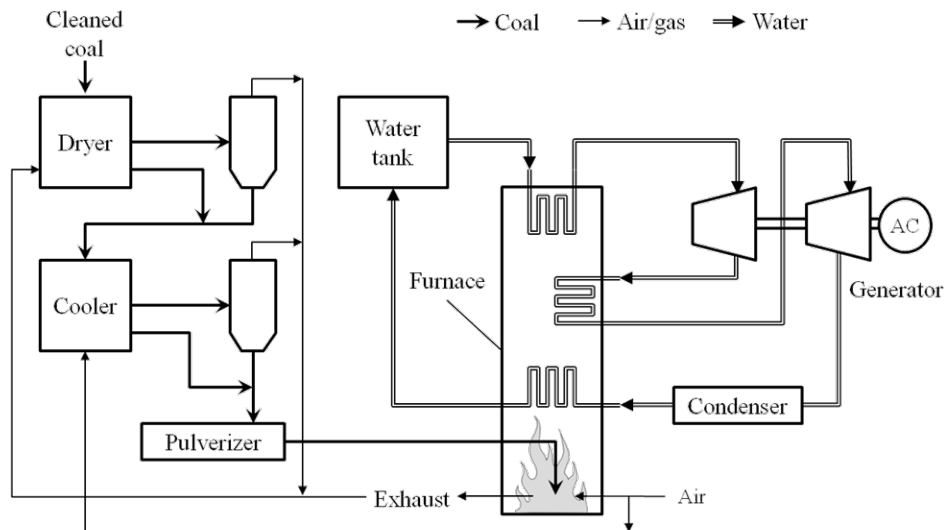 Cleaned
coal
Coal
Air/gas
Water
Dryer
Water
tank
AC
Cooler
Furnace
Generator
Condenser
Pulverizer
Exhaust
Air